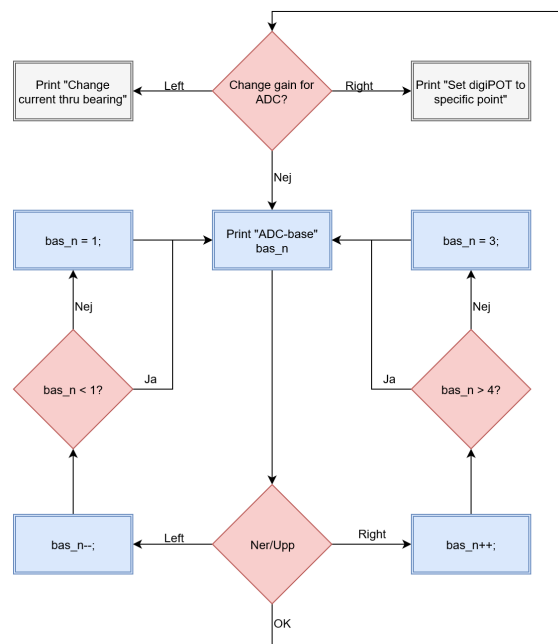 Print "Change
current thru bearing"
Left
Change gain for
ADC?
Right
Print "Set digiPOT to
specific point"
Nej
bas_n = 1;
Print "ADC-base"
bas_n
bas_n = 3;
Nej
Nej
bas_n < 1?
Ja
Ja
bas_n > 4?
bas_n--;
Left
Ner/Upp
Right
bas_n++;
OK